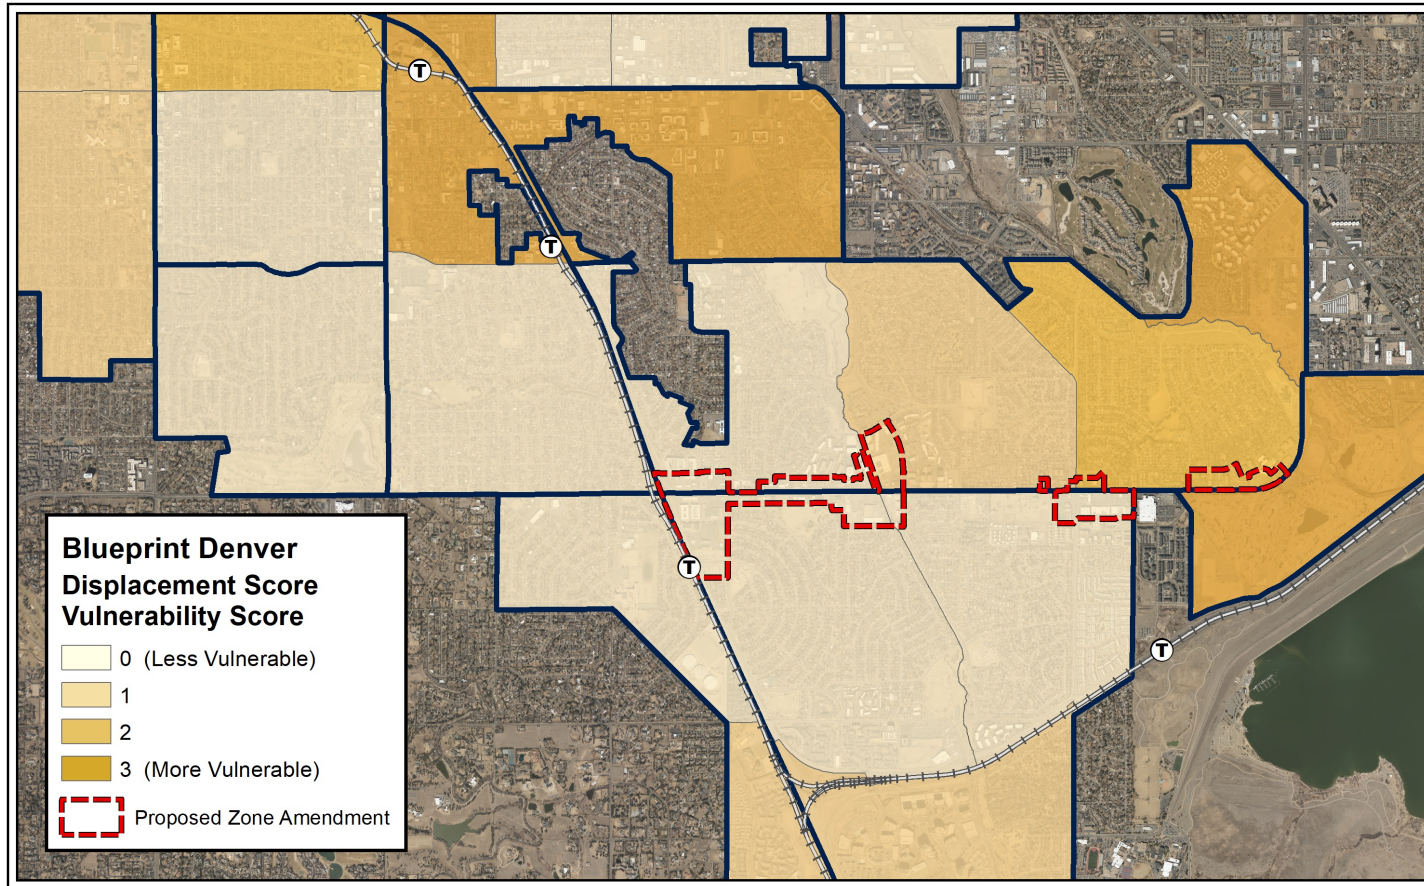 T
T
Blueprint Denver
Displacement Score
Vulnerability Score
T
0 (Less Vulnerable)
T
1
2
3 (More Vulnerable)
Proposed Zone Amendment